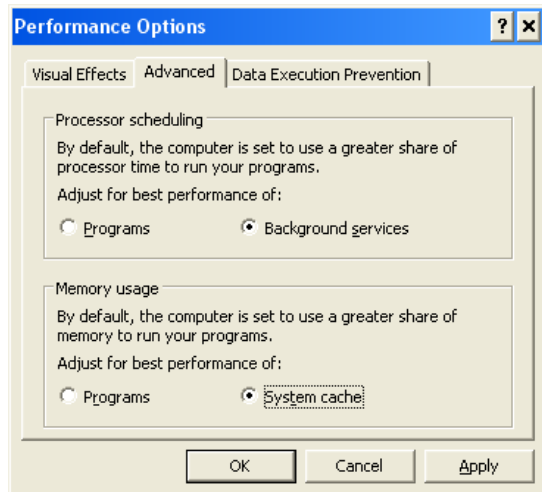 Performance Options
Visual Effects Advanced Data Execution Prevention
Processor scheduling
By default, the computer is set to use a greater share of
processor time to run your programs.
Adjust for best performance of:
Programs Background services
Memory usage
By default, the computer is set to use a greater share of
memory to run your programs.
Adjust for best performance of:
Programs System cache
OK Cancel Apply